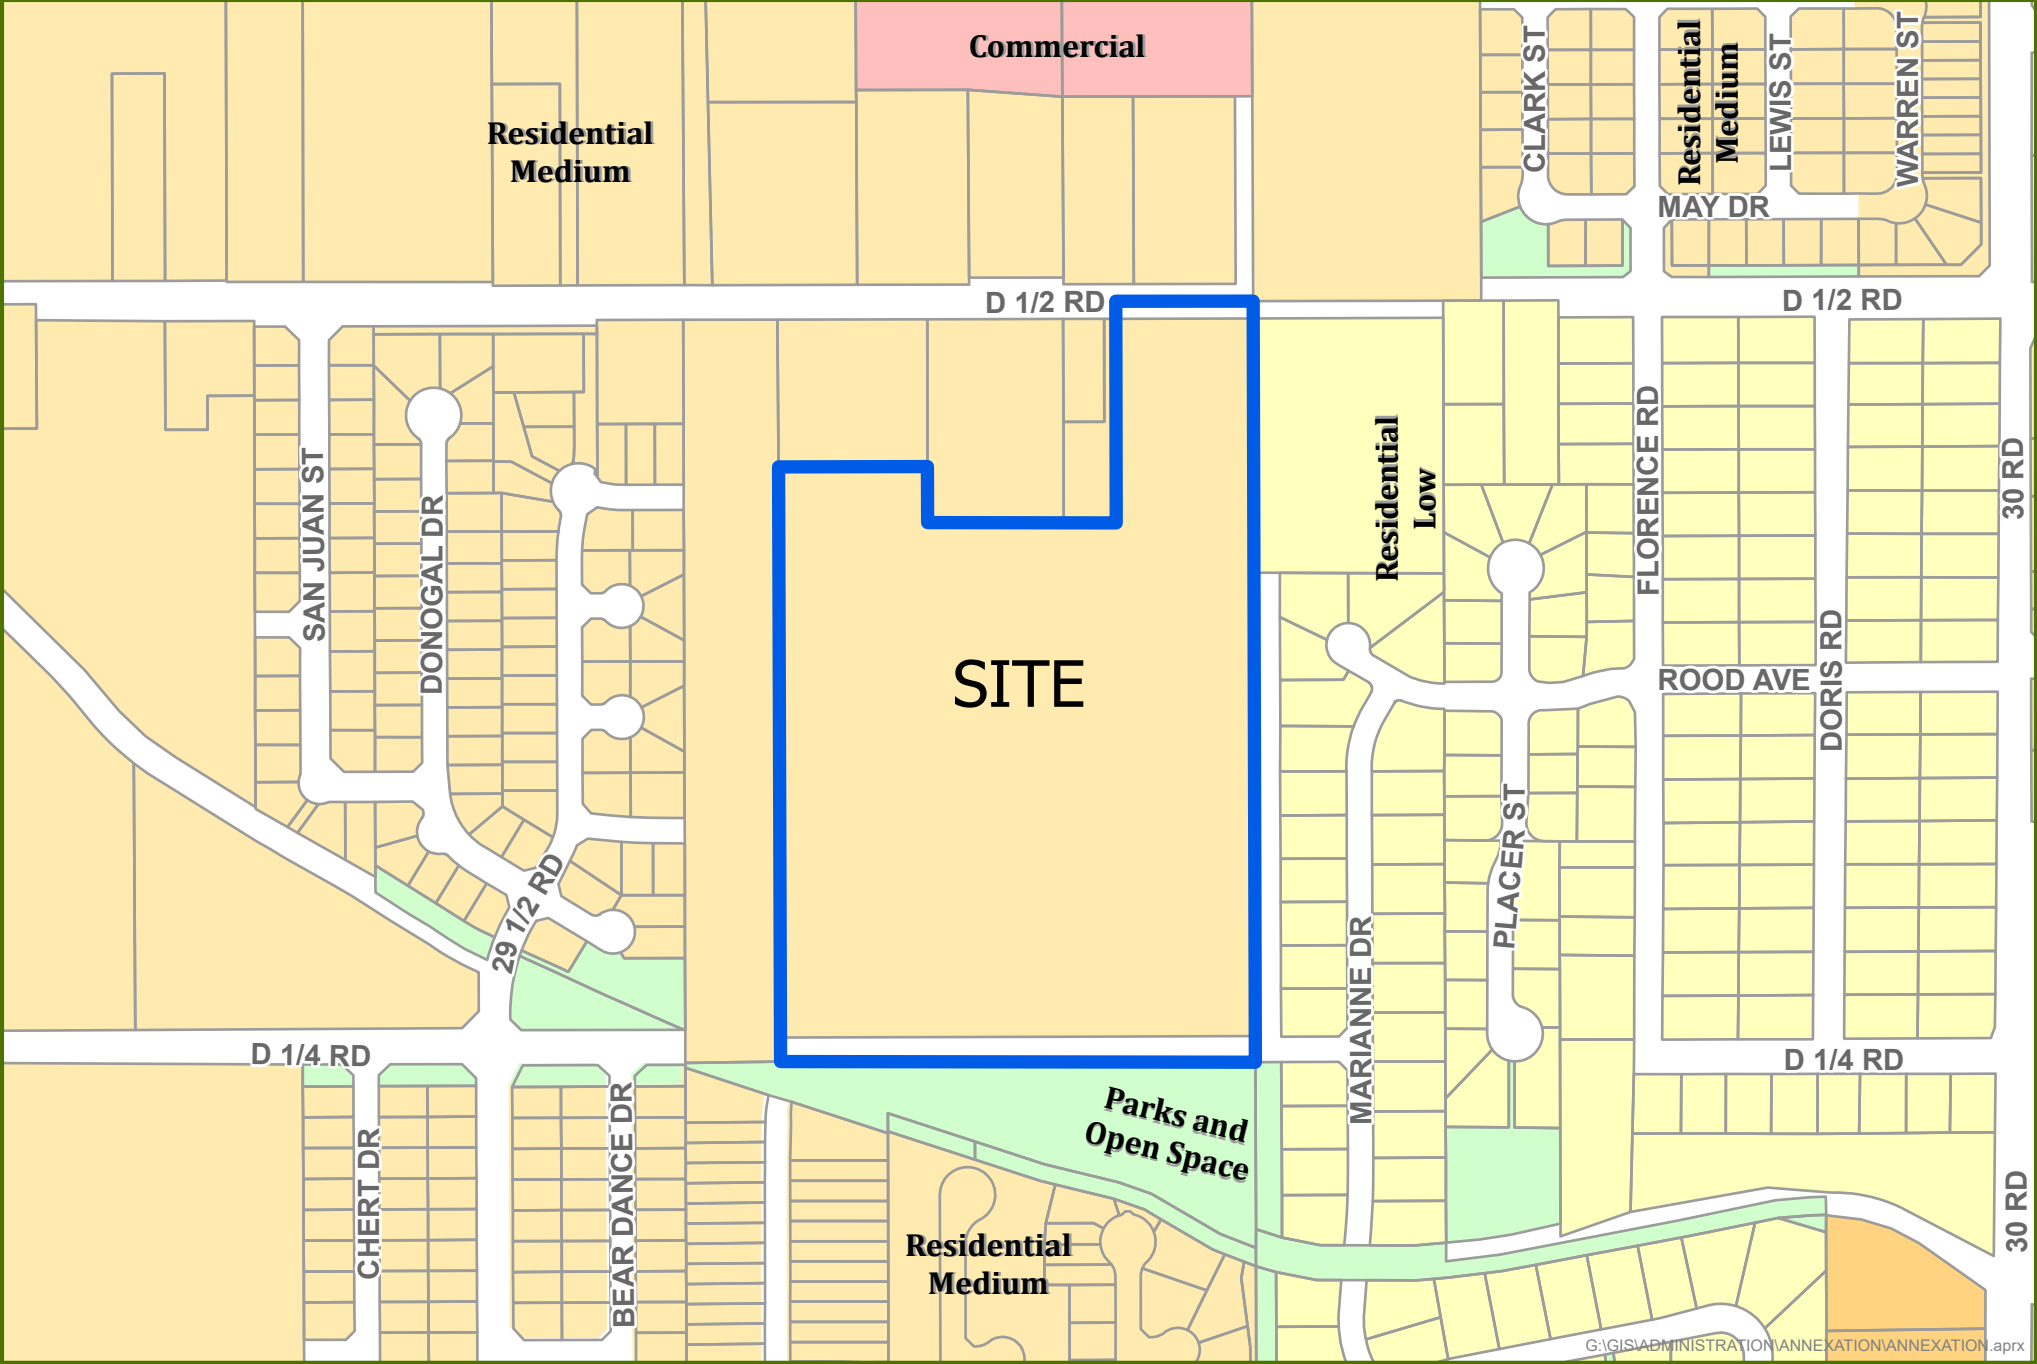 Commercial
Residential
Medium
CLARK ST
Residential
Medium
LEWIS ST
WARREN ST
MAY DR
D 1/2 RD
D 1/2 RD
SAN JUAN ST
DONOGAL DR
Residential
Low
FLORENCE RD
30 RD
SITE
ROOD AVE
DORIS RD
PLACER ST
29 1/2 RD
MARIANNE DR
D 1/4 RD
D 1/4 RD
CHERT DR
BEAR DANCE DR
Parks and
Open Space
Residential
Medium
30 RD
G:\GIS\ADMINISTRATION\ANNEXATION\ANNEXATION.aprx